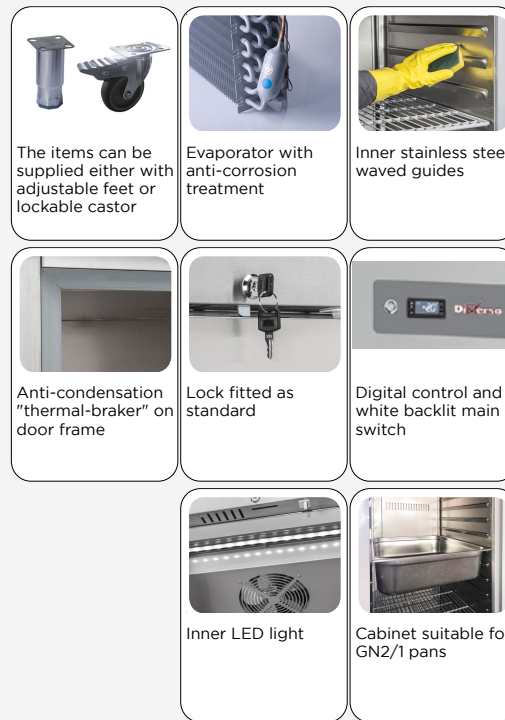 The items can be
supplied either with
adjustable feet or
lockable castor
Evaporator with
anti-corrosion
treatment
Inner stainless stee
waved guides
Anti-condensation
"thermal-braker" on
door frame
Lock fitted as
standard
Diverso
Digital control and
white backlit main
switch
Inner LED light
Cabinet suitable fo
GN2/1 pans